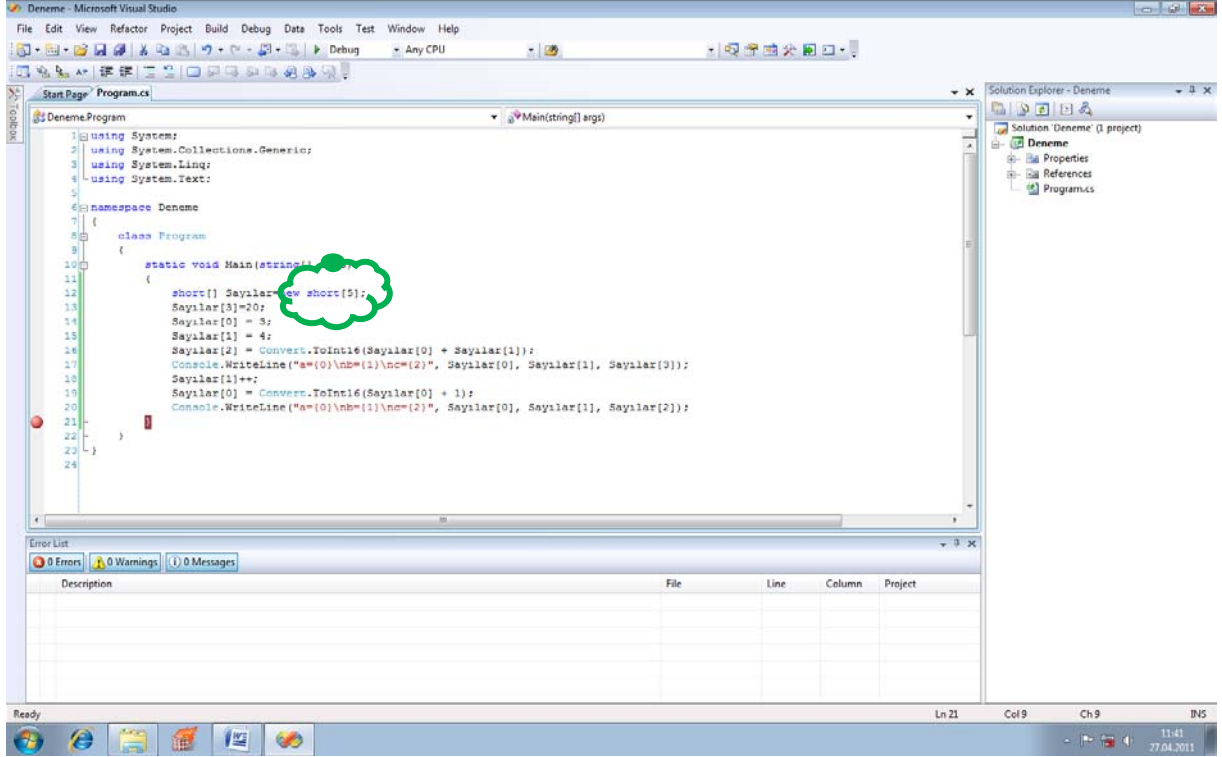 Deneme - Microsoft Visual Studio
File Edit View Refactor Project Build Debug Data Tools Test Window Help
Debug Any CPU
Toolbox
Start Page Program.cs
Deneme.Program Main(string[] args)
1 using System;
2 using System.Collections.Generic;
3 using System.Linq;
4 using System.Text;
5
6 namespace Deneme
7 {
8 class Program
9 {
10 static void Main(string[]
11 {
12 short[] Sayılar= ew short[5];
13 Sayılar[3]=20;
14 Sayılar[0] = 3;
15 Sayılar[1] = 4;
16 Sayılar[2] = Convert.ToInt16(Sayılar[0] + Sayılar[1]);
17 Console.WriteLine("a={0}\nb={1}\nc={2}", Sayılar[0], Sayılar[1], Sayılar[3]);
18 Sayılar[1]++;
19 Sayılar[0] = Convert.ToInt16(Sayılar[0] + 1);
20 Console.WriteLine("a={0}\nb={1}\nc={2}", Sayılar[0], Sayılar[1], Sayılar[2]);
21 }
22 }
23 }
24
Solution Explorer - Deneme
Solution 'Deneme' (1 project)
Deneme
Properties
References
Program.cs
Error List
0 Errors 0 Warnings 0 Messages
Description File Line Column Project
Ready Ln 21 Col 9 Ch 9 INS
11:41
27.04.2011